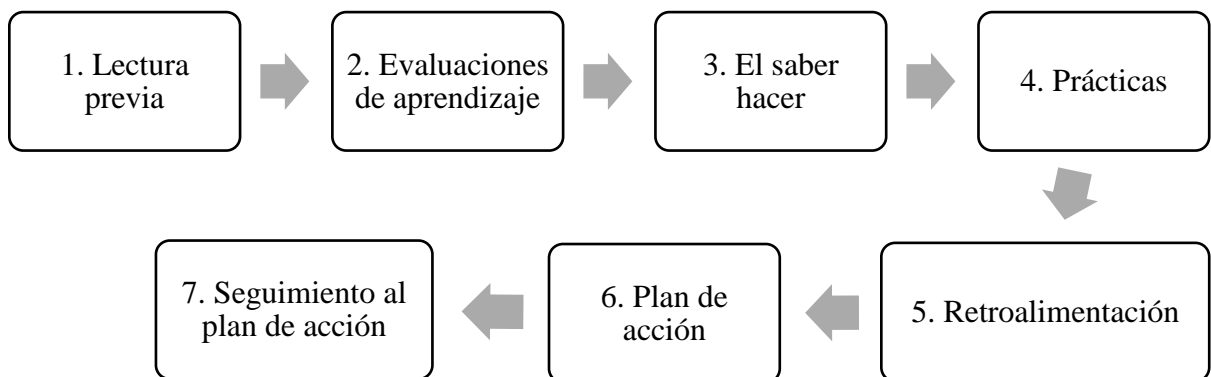 1. Lectura
previa
2. Evaluaciones
de aprendizaje
3. El saber
hacer
4. Prácticas
5. Retroalimentación
6. Plan de
acción
7. Seguimiento al
plan de acción